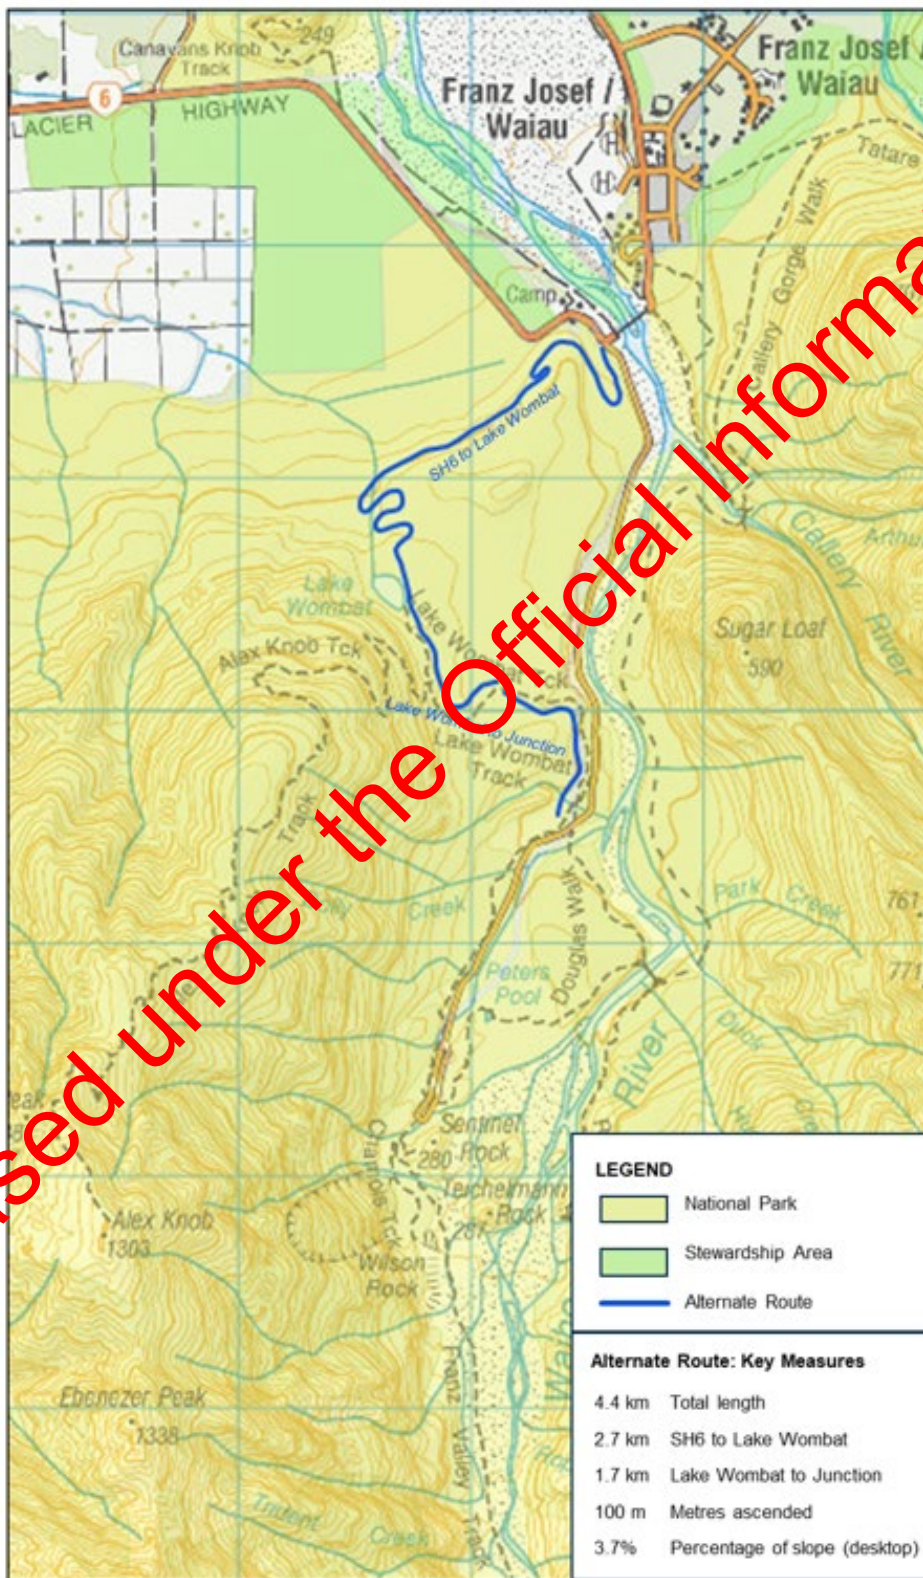 249
Canavans Knob
Track
Franz Josef /
Waiau
Franz Josef /
Waiau
6
HIGHWAY
LACIER
Tatare
Callery Gorge Walk
Camp
SH6 to Lake Wombat
Callery
River
Lake
Wombat
Lake Wombat Tck
Alex Knob Tck
Sugar Loaf
590
Lake Wombat to Junction
Lake Wombat
Track
Track
Creek
Park Creek
767
771
Douglas Walk
Peters
Pool
River
Sentinel
Rock
280
Teichelmann
Rock
287
Alex Knob
1303
Wilson
Rock
Ebenezer Peak
1338
Franz
Valley
Track
Trident
Creek
sed under the Official Informa
LEGEND
National Park
Stewardship Area
Alternate Route
Alternate Route: Key Measures
4.4 km Total length
2.7 km SH6 to Lake Wombat
1.7 km Lake Wombat to Junction
100 m Metres ascended
3.7% Percentage of slope (desktop)